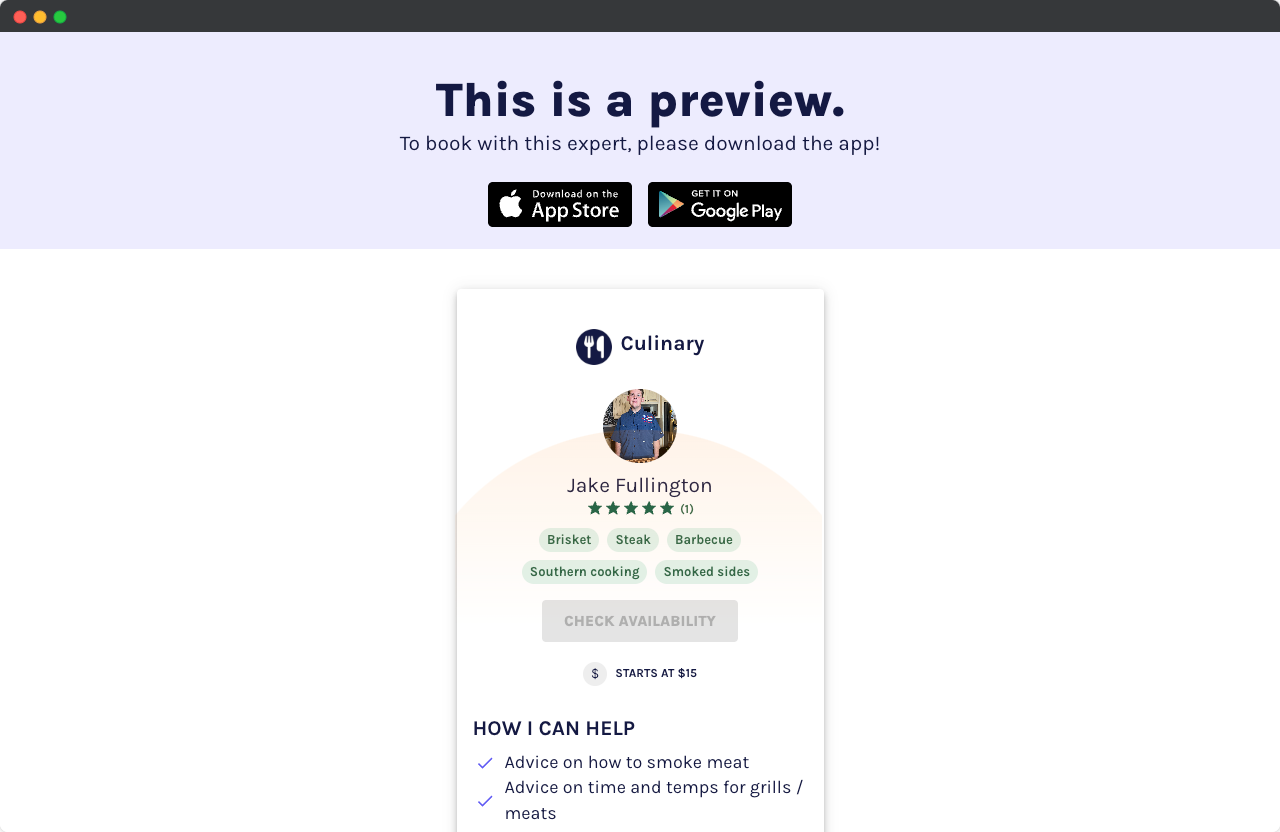 This is a preview.
To book with this expert, please download the app!
Download on the
App Store
GET IT ON
Google Play
Culinary
Jake Fullington
(1)
Brisket Steak Barbecue
Southern cooking Smoked sides
CHECK AVAILABILITY
$ STARTS AT $15
HOW I CAN HELP
Advice on how to smoke meat
Advice on time and temps for grills /
meats